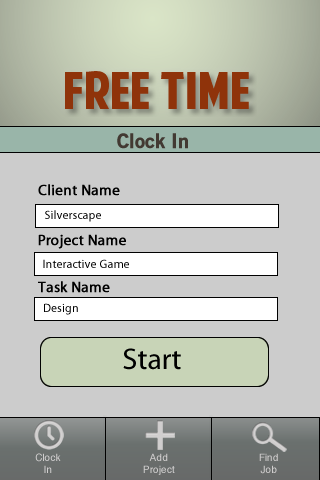 FREE TIME
Clock In
Client Name
Silverscape
Project Name
Interactive Game
Task Name
Design
Start
Clock
In
Add
Project
Find
Job